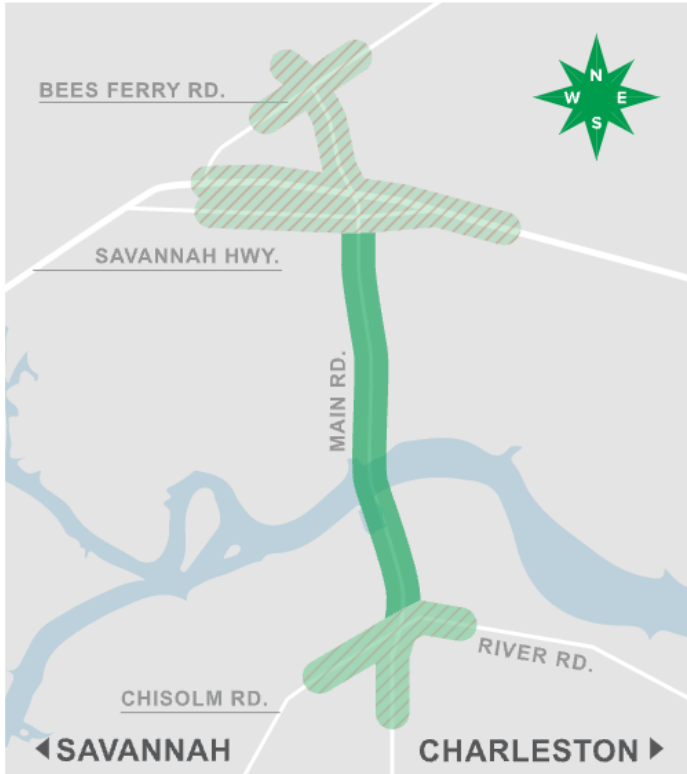 N
W E
S
BEES FERRY RD.
SAVANNAH HWY.
MAIN RD.
RIVER RD.
CHISOLM RD.
SAVANNAH
CHARLESTON